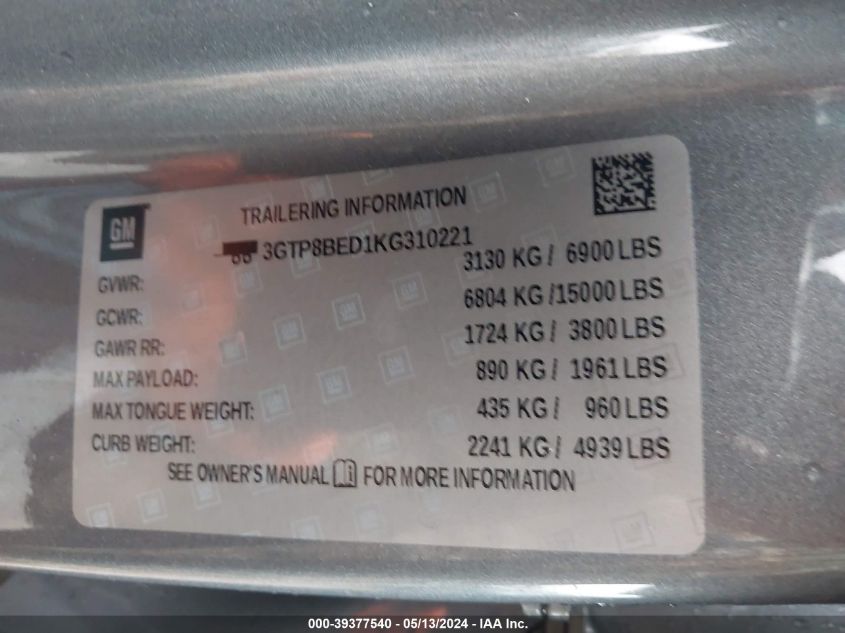 GM
TRAILERING INFORMATION
3GTP8BED1KG310221
GVWR: 3130 KG / 6900 LBS
GCWR: 6804 KG /15000 LBS
GAWR RR: 1724 KG / 3800 LBS
MAX PAYLOAD: 890 KG / 1961 LBS
MAX TONGUE WEIGHT: 435 KG / 960 LBS
CURB WEIGHT: 2241 KG / 4939 LBS
SEE OWNER'S MANUAL FOR MORE INFORMATION
000-39377540 - 05/13/2024 - IAA Inc.